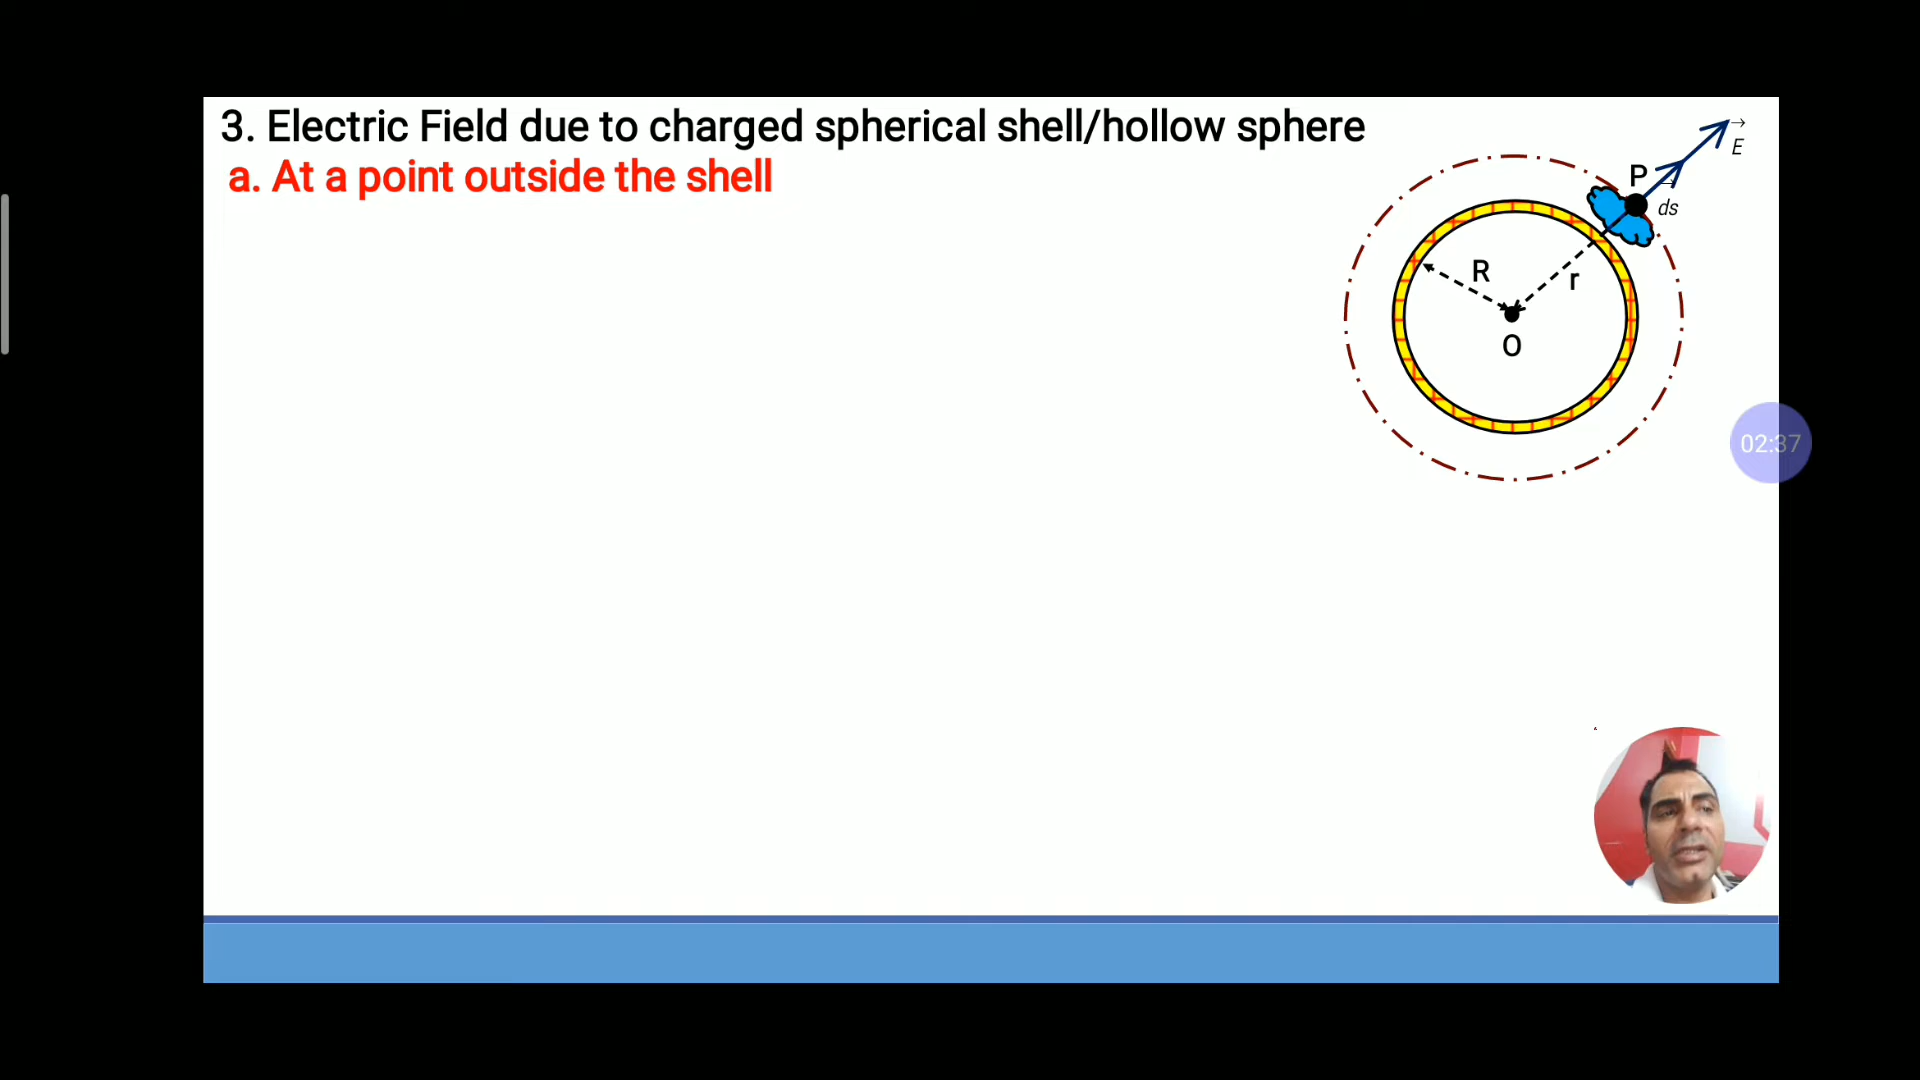 3. Electric Field due to charged spherical shell/hollow sphere
a. At a point outside the shell
E
P
ds
R
r
O
02:37